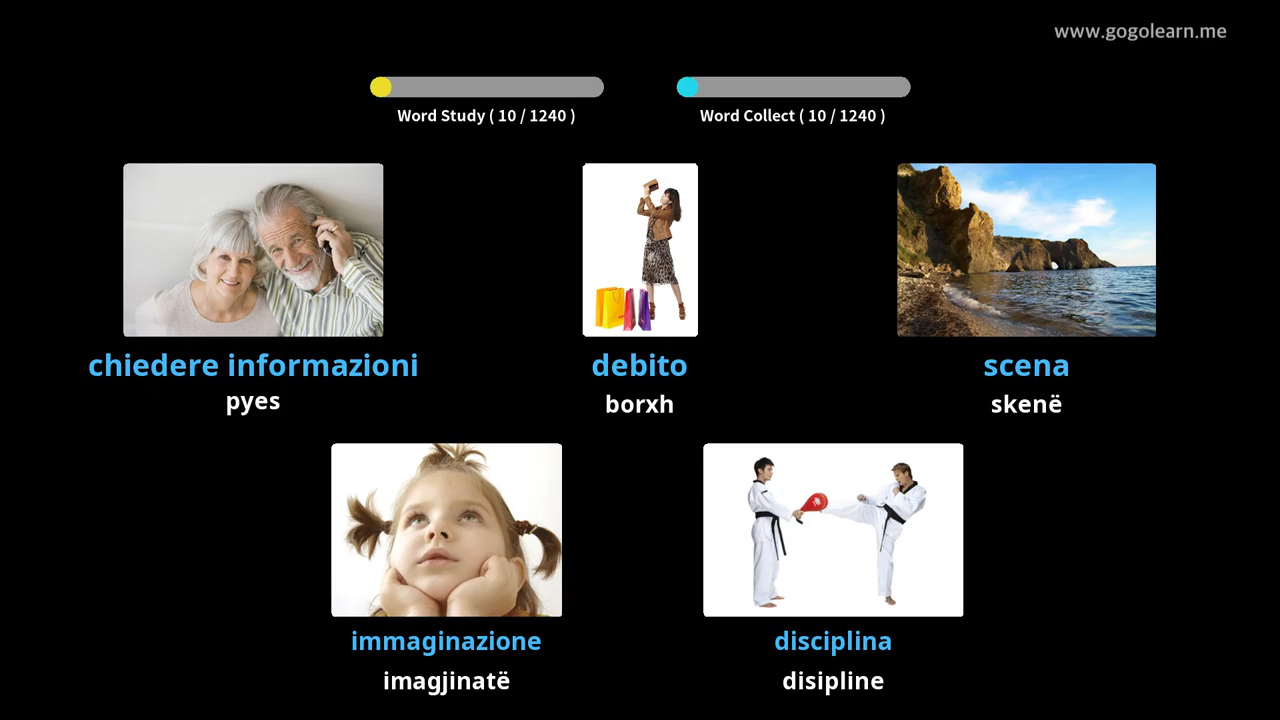 www.gogolearn.me
Word Study ( 10 / 1240 )
Word Collect ( 10 / 1240 )
chiedere informazioni
pyes
debito
borxh
scena
skenë
immaginazione
imagjinatë
disciplina
disipline